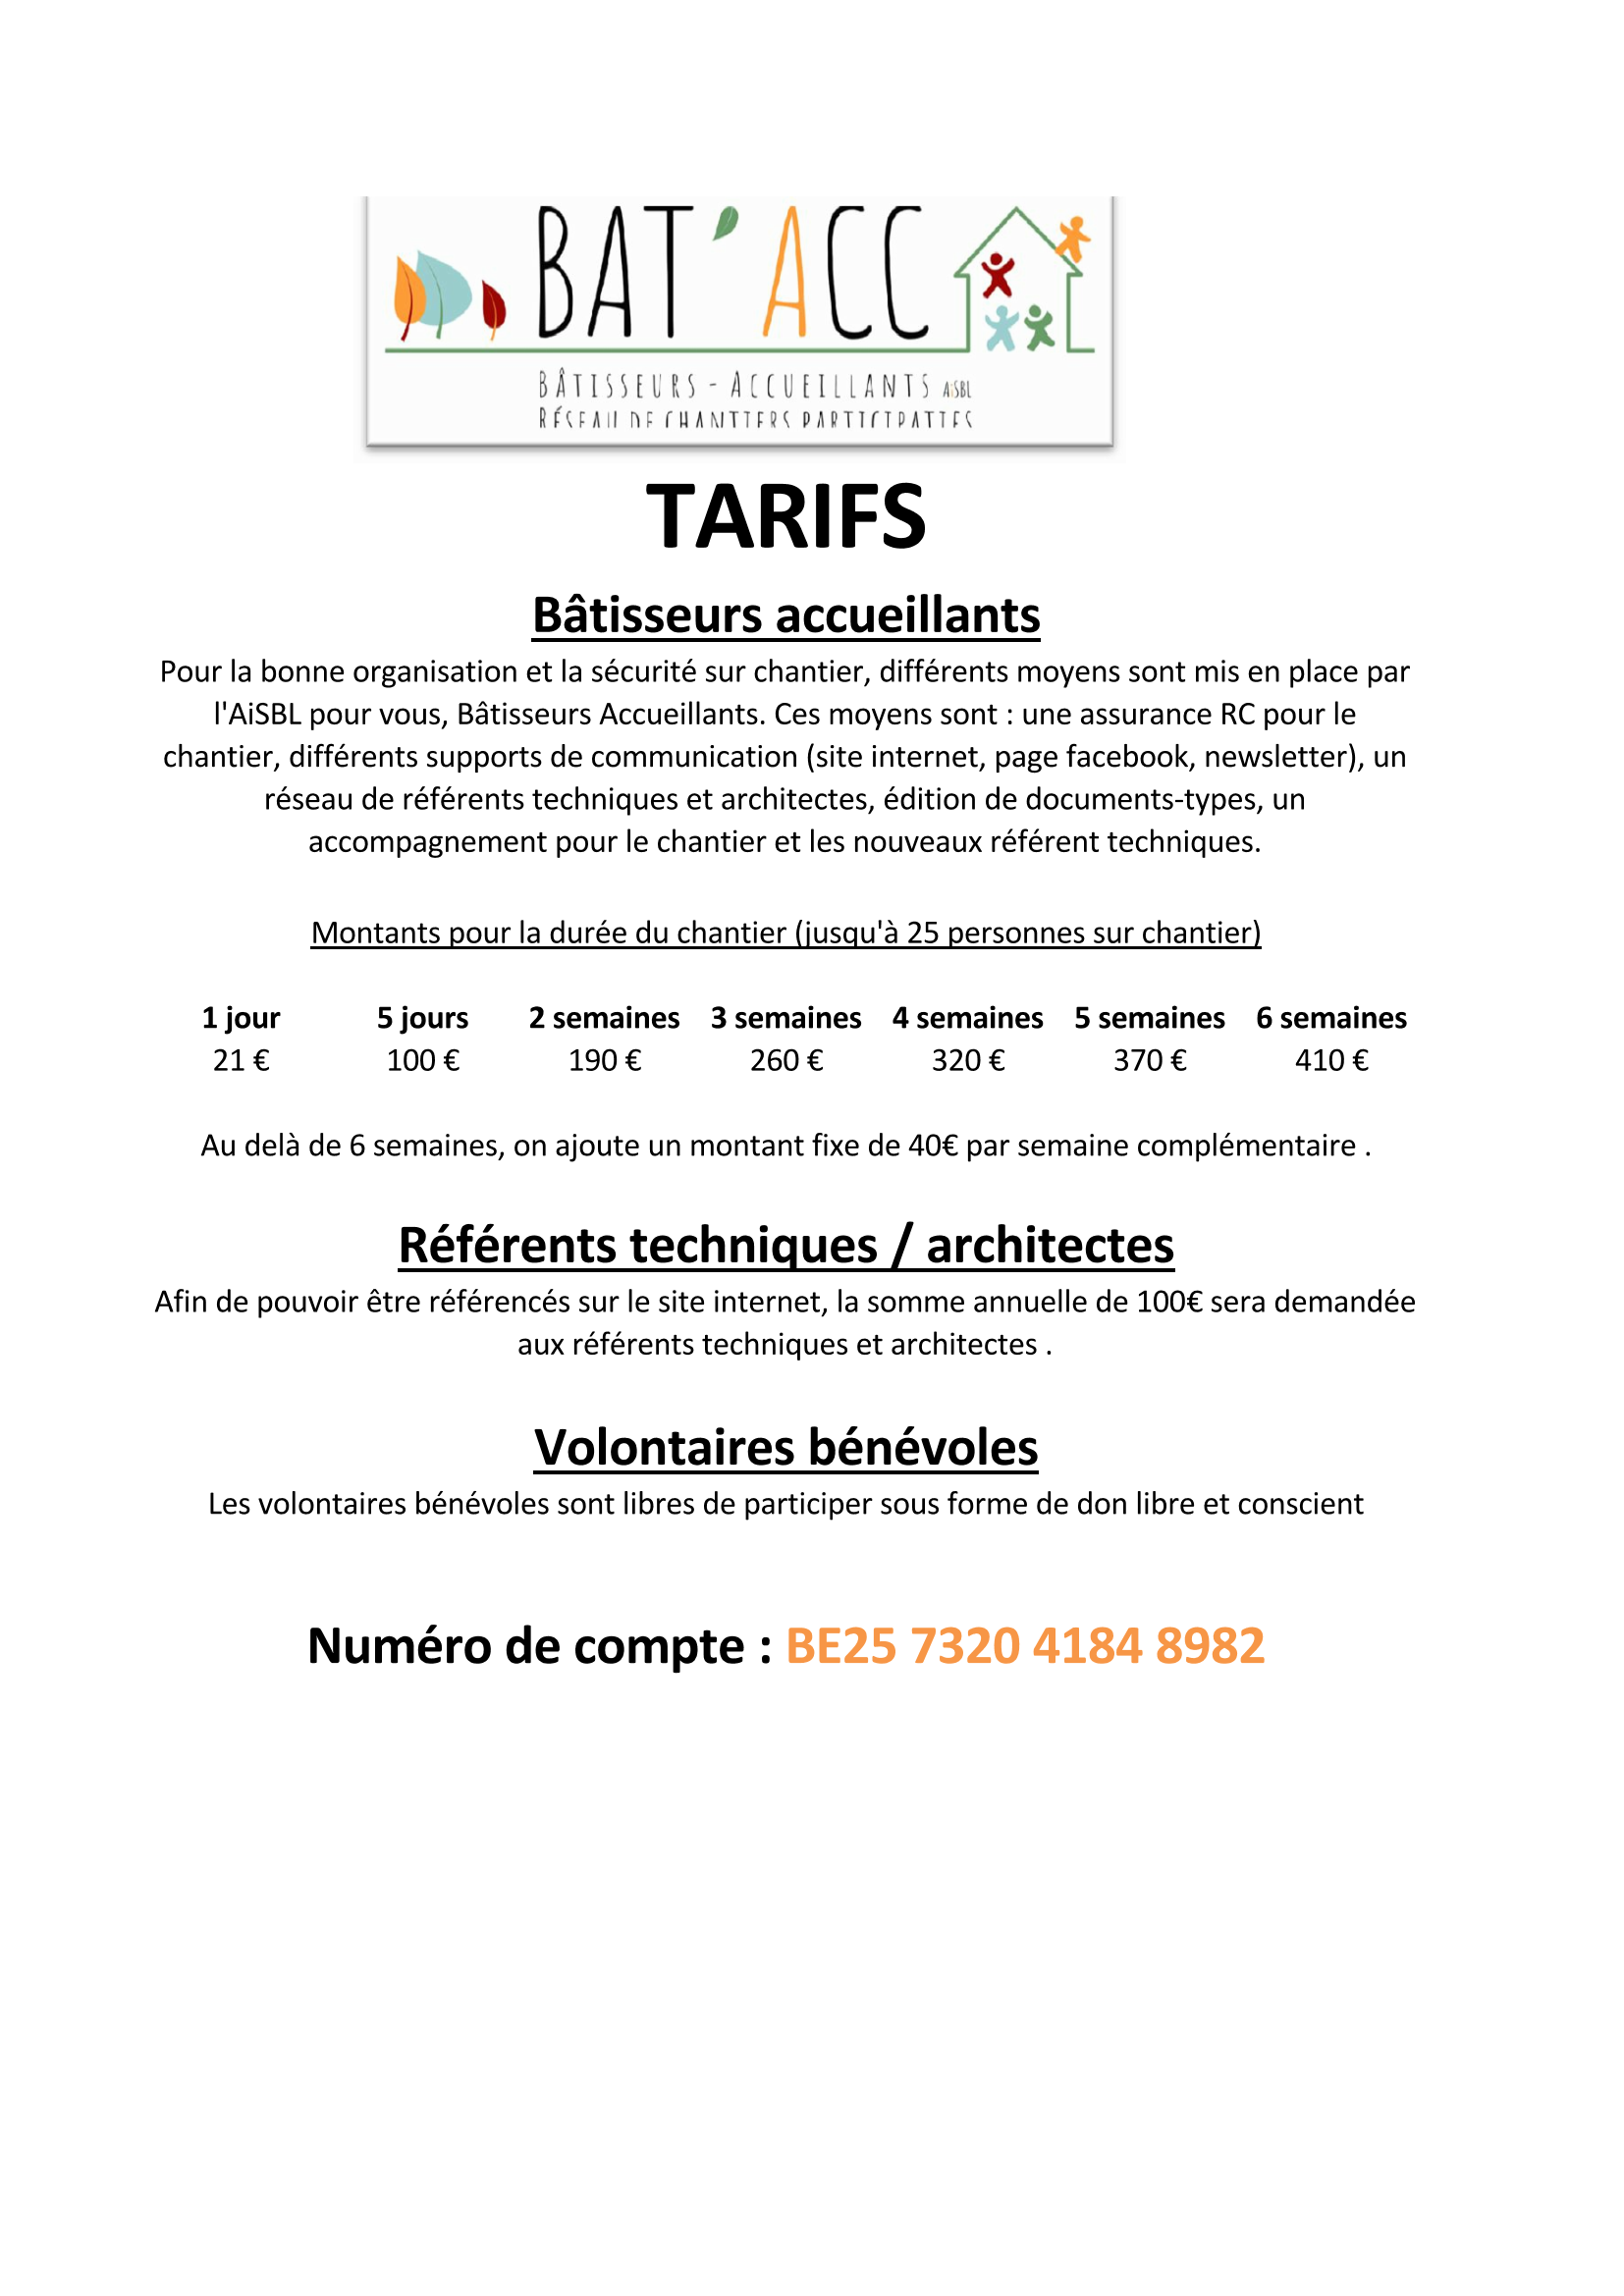 BAT'ACC
BÂTISSEURS - ACCUEILLANTS AiSBL
RÉSEAU DE CHANTIERS PARTICIPATIFS
TARIFS
Bâtisseurs accueillants
Pour la bonne organisation et la sécurité sur chantier, différents moyens sont mis en place par
l'AiSBL pour vous, Bâtisseurs Accueillants. Ces moyens sont : une assurance RC pour le
chantier, différents supports de communication (site internet, page facebook, newsletter), un
réseau de référents techniques et architectes, édition de documents-types, un
accompagnement pour le chantier et les nouveaux référent techniques.
Montants pour la durée du chantier (jusqu'à 25 personnes sur chantier)
1 jour 5 jours 2 semaines 3 semaines 4 semaines 5 semaines 6 semaines
21 € 100 € 190 € 260 € 320 € 370 € 410 €
Au delà de 6 semaines, on ajoute un montant fixe de 40€ par semaine complémentaire .
Référents techniques / architectes
Afin de pouvoir être référencés sur le site internet, la somme annuelle de 100€ sera demandée
aux référents techniques et architectes .
Volontaires bénévoles
Les volontaires bénévoles sont libres de participer sous forme de don libre et conscient
Numéro de compte : BE25 7320 4184 8982